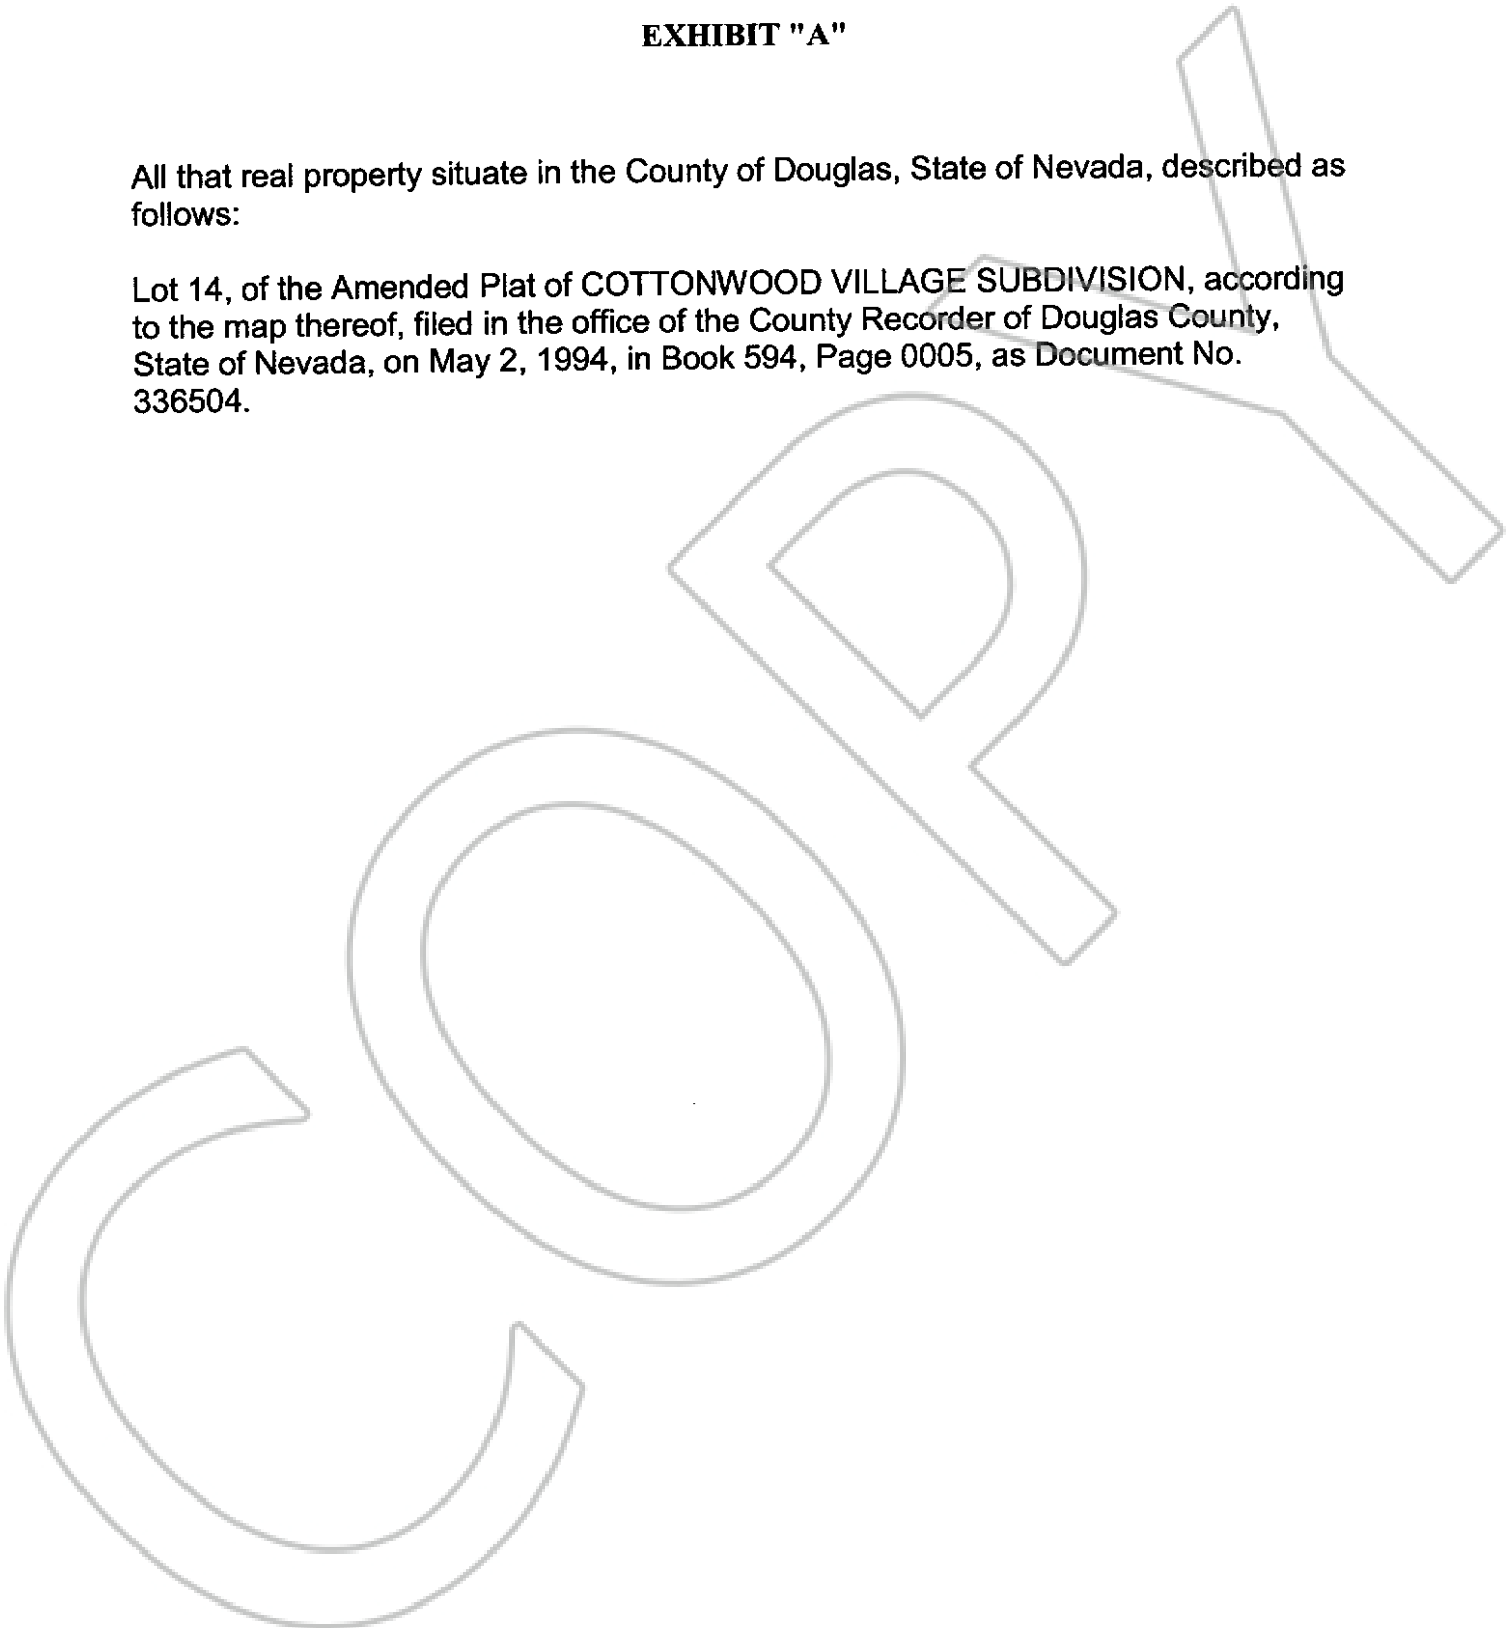 EXHIBIT "A"
All that real property situate in the County of Douglas, State of Nevada, described as
follows:
Lot 14, of the Amended Plat of COTTONWOOD VILLAGE SUBDIVISION, according
to the map thereof, filed in the office of the County Recorder of Douglas County,
State of Nevada, on May 2, 1994, in Book 594, Page 0005, as Document No.
336504.
COPY